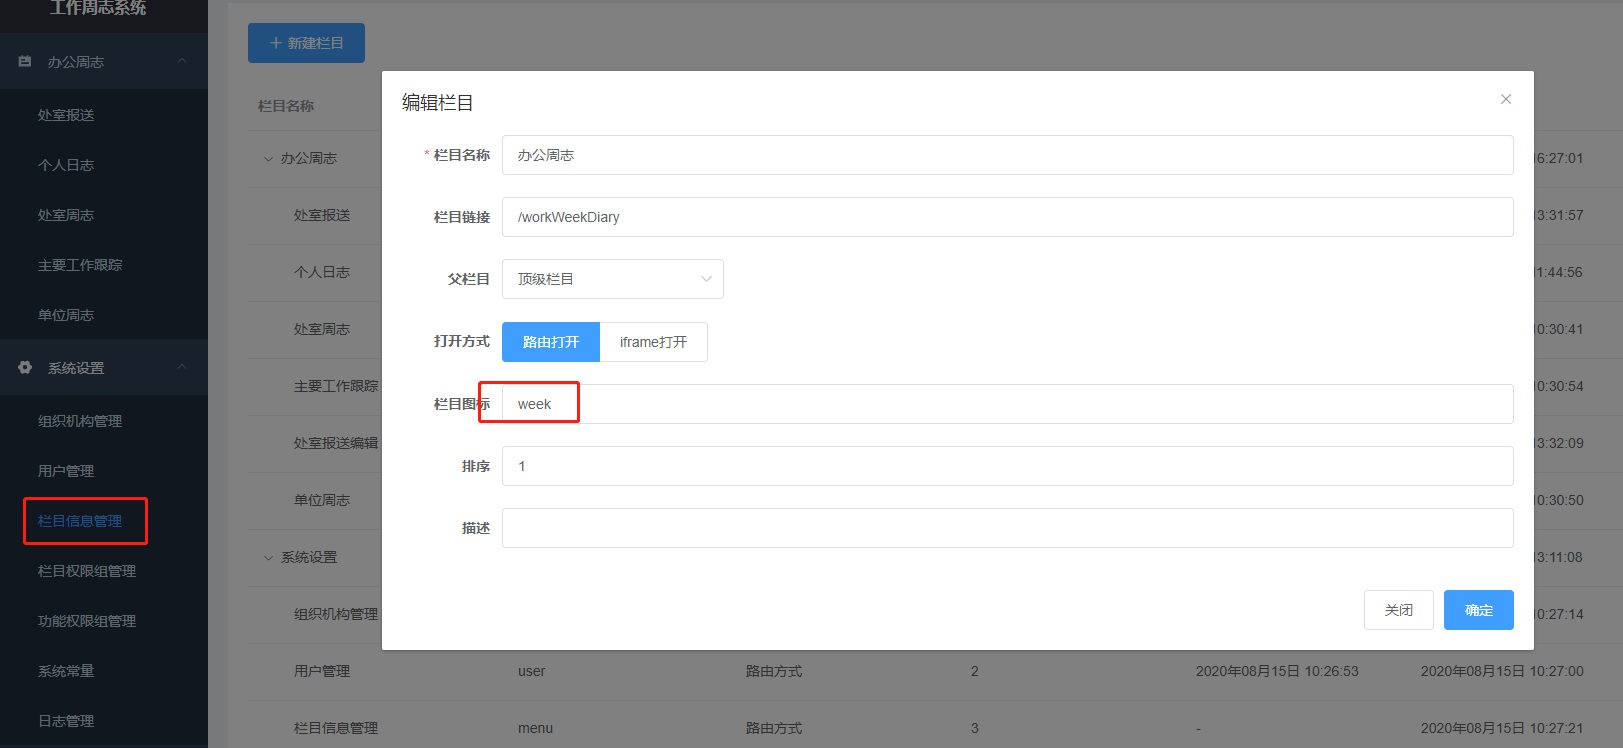 工作周志系统
办公周志
处室报送
个人日志
处室周志
主要工作跟踪
单位周志
系统设置
组织机构管理
用户管理
栏目信息管理
栏目权限组管理
功能权限组管理
系统常量
日志管理
新建栏目
栏目名称
办公周志 6:27:01
处室报送 3:31:57
个人日志 1:44:56
处室周志 0:30:41
主要工作跟踪 0:30:54
处室报送编辑 3:32:09
单位周志 0:30:50
系统设置 3:11:08
组织机构管理 0:27:14
用户管理 user 路由方式 2 2020年08月15日 10:26:53 2020年08月15日 10:27:00
栏目信息管理 menu 路由方式 3 - 2020年08月15日 10:27:21
编辑栏目
* 栏目名称 办公周志
栏目链接 /workWeekDiary
父栏目 顶级栏目
打开方式 路由打开 iframe打开
栏目图标 week
排序 1
描述
关闭 确定